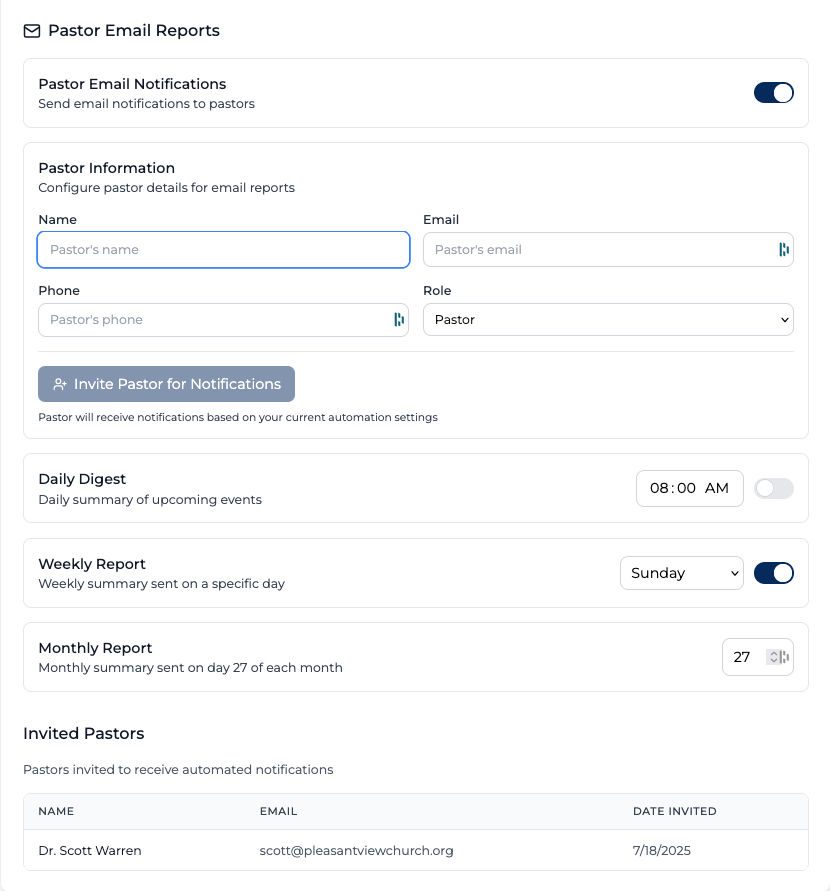 Pastor Email Reports
Pastor Email Notifications
Send email notifications to pastors
Pastor Information
Configure pastor details for email reports
Name Email
Pastor's name Pastor's email
Phone Role
Pastor's phone Pastor
Invite Pastor for Notifications
Pastor will receive notifications based on your current automation settings
Daily Digest
Daily summary of upcoming events
08:00 AM
Weekly Report
Weekly summary sent on a specific day
Sunday
Monthly Report
Monthly summary sent on day 27 of each month
27
Invited Pastors
Pastors invited to receive automated notifications
NAME EMAIL DATE INVITED
Dr. Scott Warren scott@pleasantviewchurch.org 7/18/2025